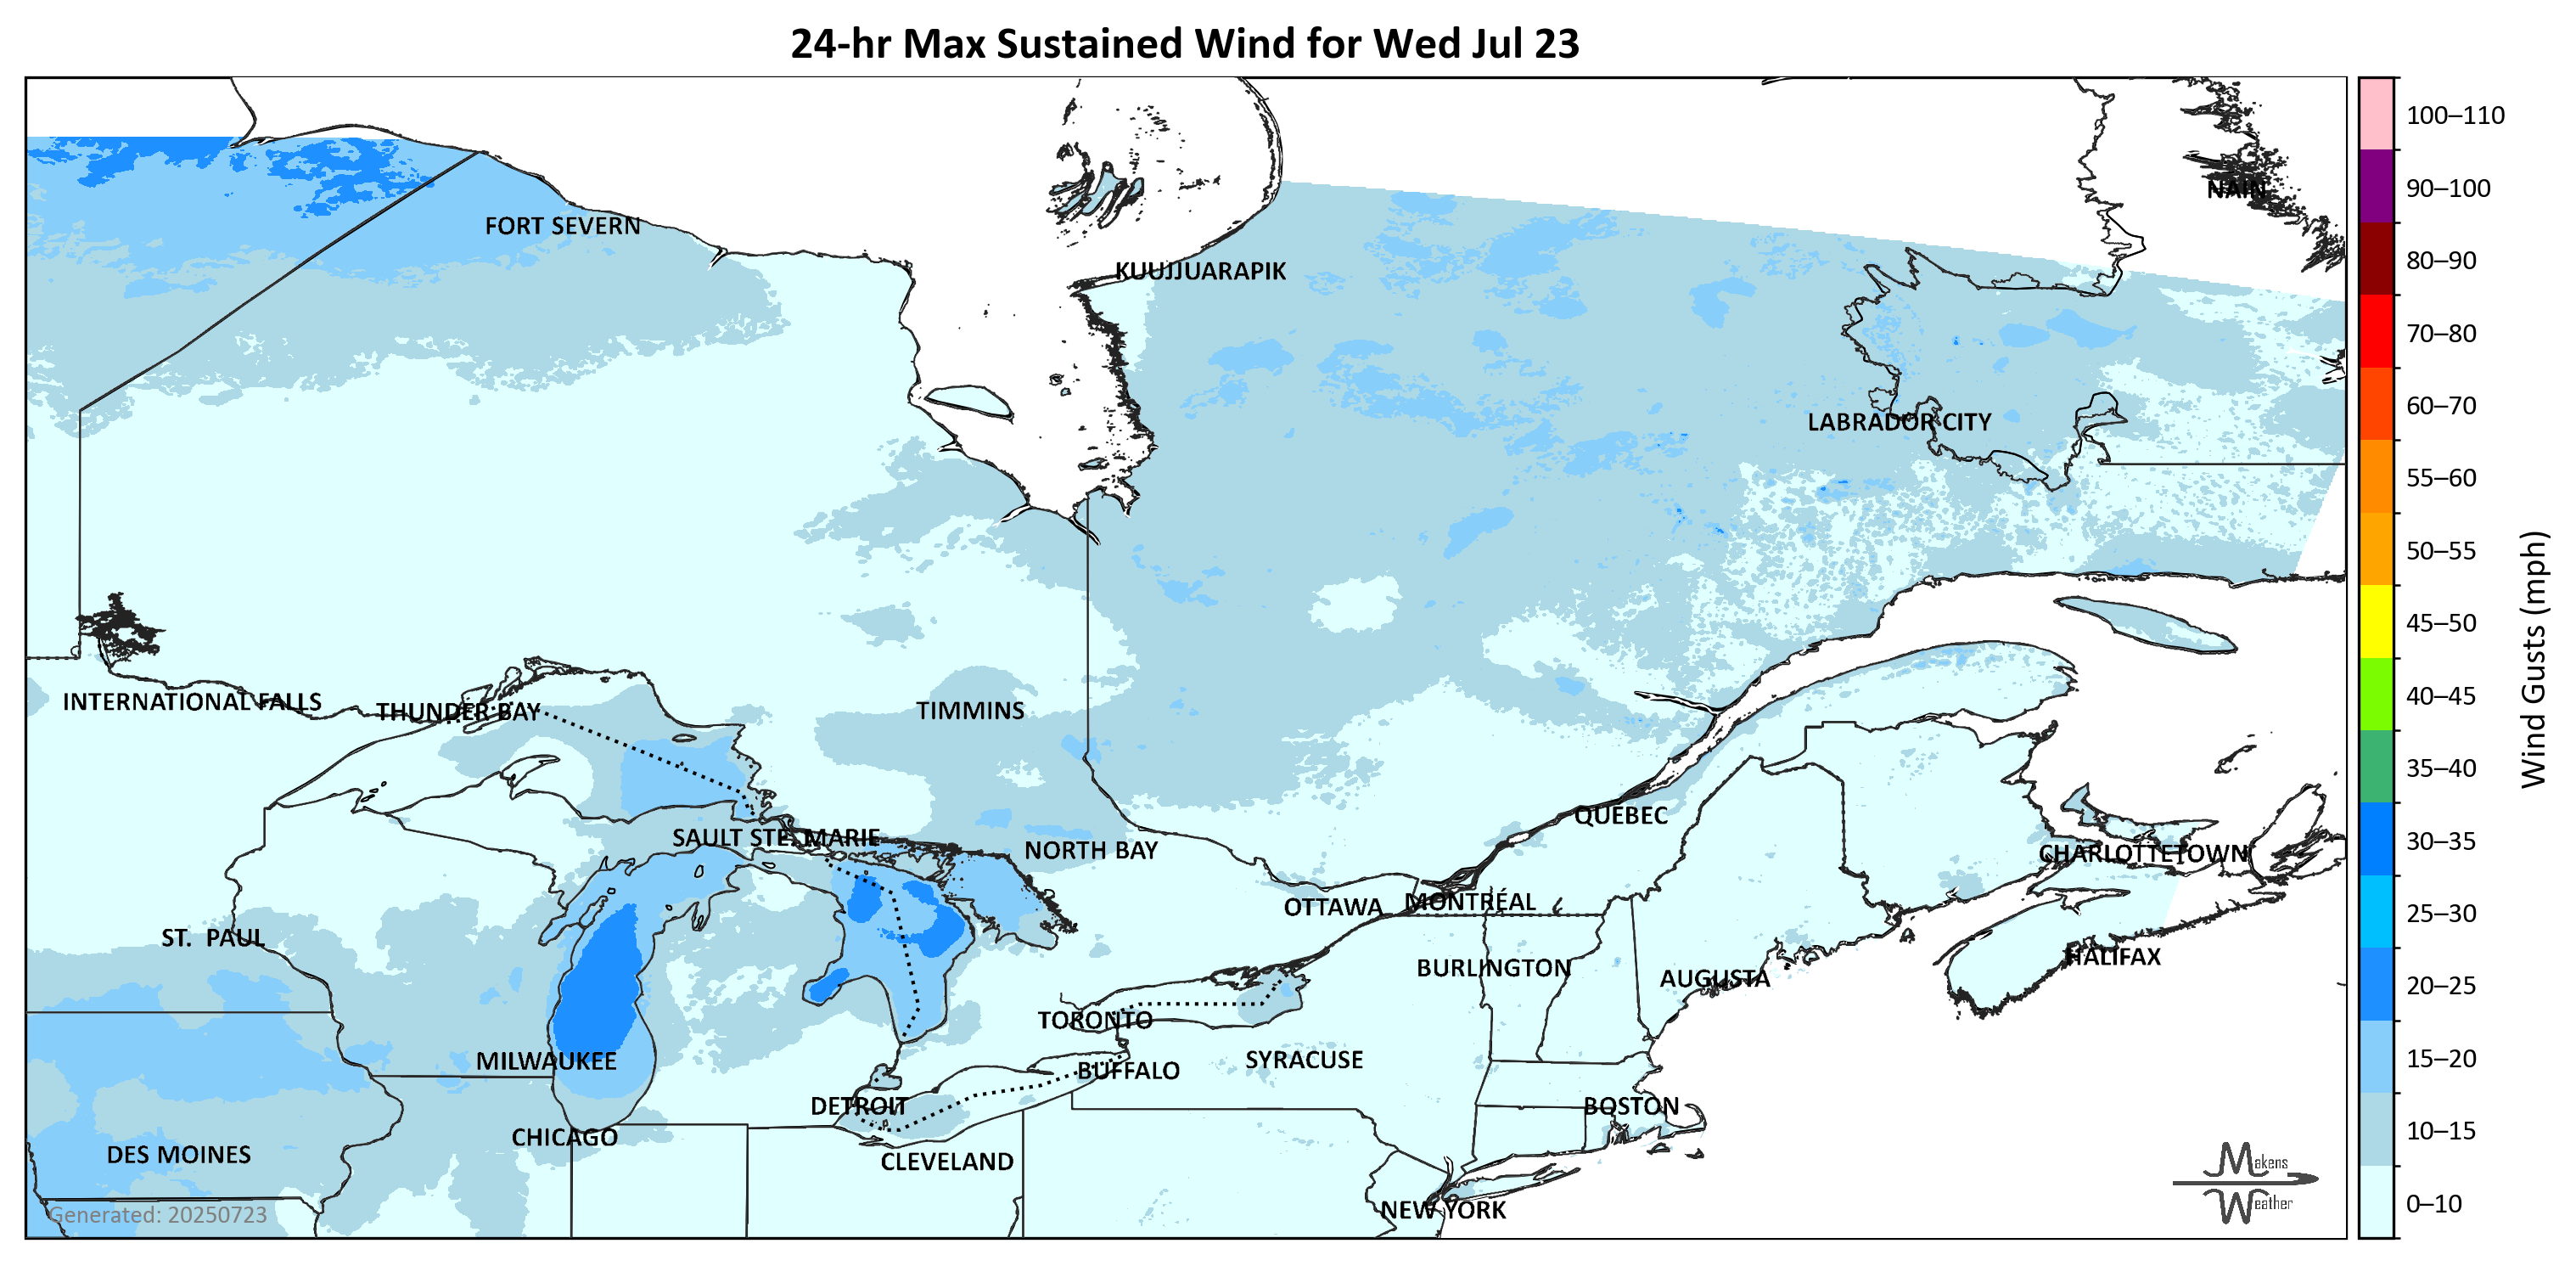 24-hr Max Sustained Wind for Wed Jul 23
100–110
90–100
80–90
70–80
60–70
55–60
50–55
45–50
40–45
35–40
30–35
25–30
20–25
15–20
10–15
0–10
Wind Gusts (mph)
NAIN
FORT SEVERN
KUUJJUARAPIK
LABRADOR CITY
INTERNATIONAL FALLS
THUNDER BAY
TIMMINS
QUEBEC
SAULT STE. MARIE
NORTH BAY
CHARLOTTETOWN
OTTAWA
MONTRÉAL
ST. PAUL
HALIFAX
BURLINGTON
AUGUSTA
TORONTO
MILWAUKEE
SYRACUSE
BUFFALO
DETROIT
BOSTON
CHICAGO
DES MOINES
CLEVELAND
NEW YORK
Generated: 20250723
Makens
Weather